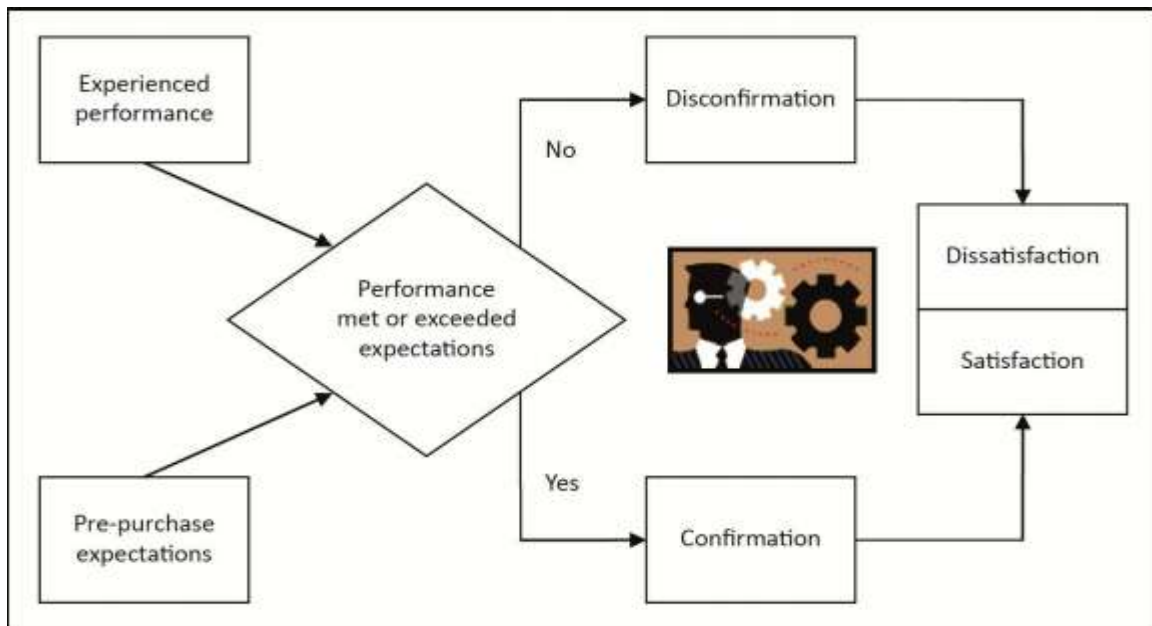 Experienced
performance
Disconfirmation
No
Dissatisfaction
Performance
met or exceeded
expectations
Satisfaction
Yes
Pre-purchase
expectations
Confirmation